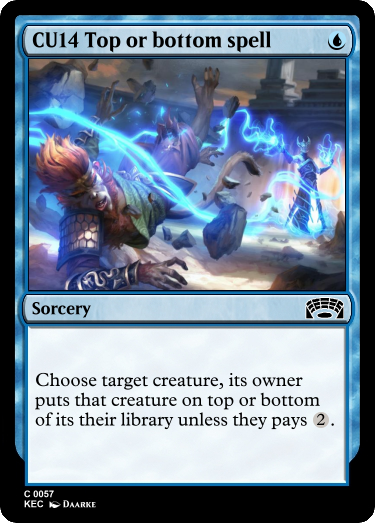 CU14 Top or bottom spell
Sorcery
Choose target creature, its owner
puts that creature on top or bottom
of its their library unless they pays 2.
C 0057
KEC Daarke